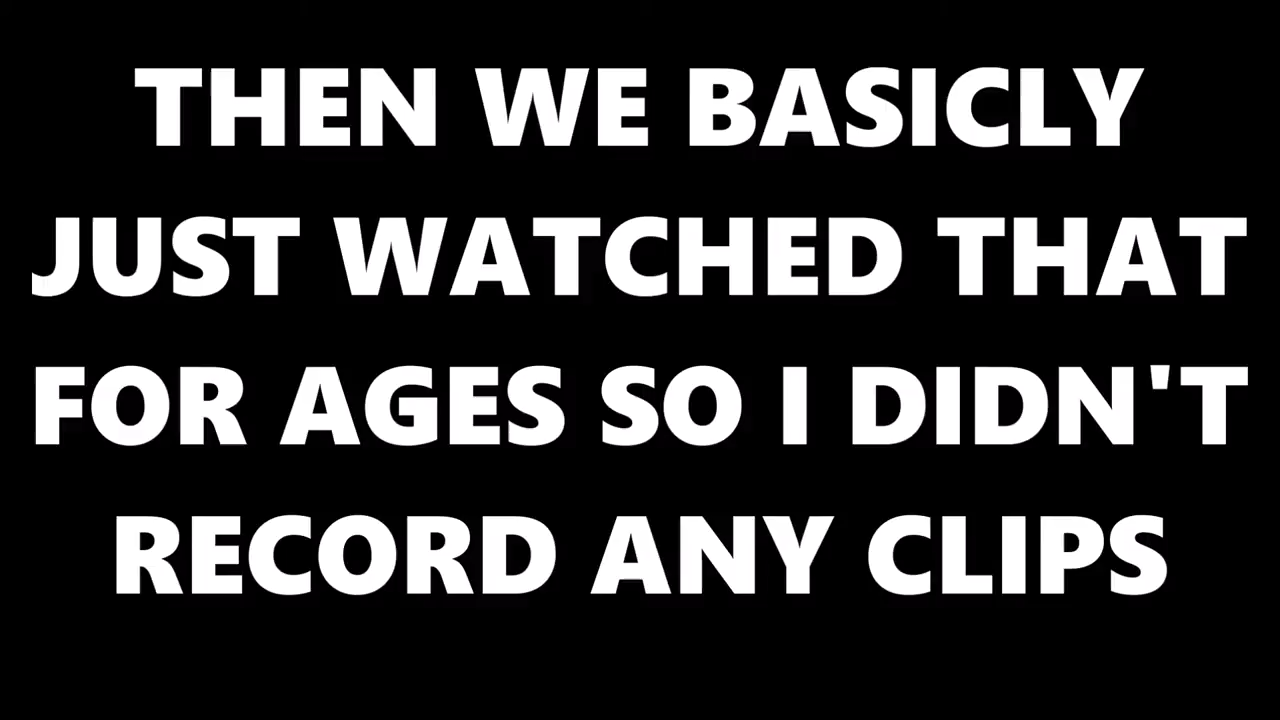 THEN WE BASICLY
JUST WATCHED THAT
FOR AGES SO I DIDN'T
RECORD ANY CLIPS